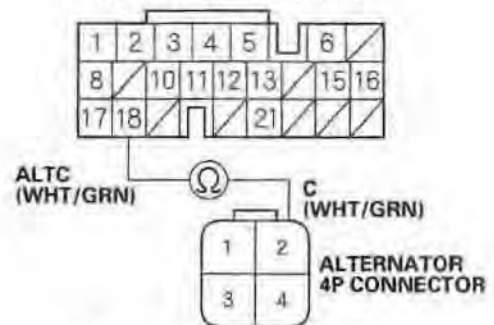 1 2 3 4 5 6
8 10 11 12 13 15 16
17 18 21
ALTC
(WHT/GRN)
Ω
C
(WHT/GRN)
1 2
3 4
ALTERNATOR
4P CONNECTOR